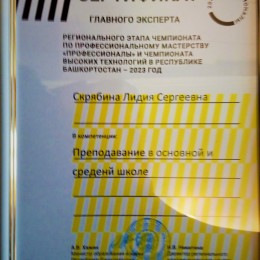 СЕРТИФИКАТ
ГЛАВНОГО ЭКСПЕРТА
РЕГИОНАЛЬНОГО ЭТАПА ЧЕМПИОНАТА
ПО ПРОФЕССИОНАЛЬНОМУ МАСТЕРСТВУ
«ПРОФЕССИОНАЛЫ» И ЧЕМПИОНАТА
ВЫСОКИХ ТЕХНОЛОГИЙ В РЕСПУБЛИКЕ
БАШКОРТОСТАН – 2023 ГОД
Скрябина Лидия Сергеевна
В компетенции
Преподавание в основной и
средней школе